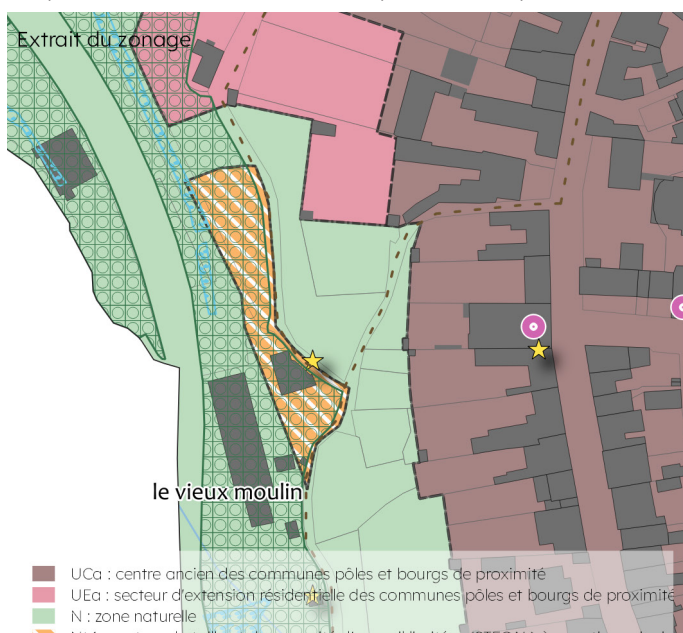 Extrait du zonage
le vieux moulin
UCa : centre ancien des communes pôles et bourgs de proximité
UEa : secteur d'extension résidentielle des communes pôles et bourgs de proximité
N : zone naturelle